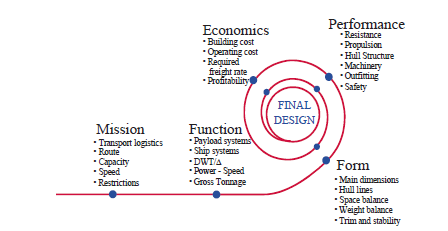 Economics
• Building cost
• Operating cost
• Required
freight rate
• Profitability
Performance
• Resistance
• Propulsion
• Hull Structure
• Machinery
• Outfitting
• Safety
FINAL
DESIGN
Mission
• Transport logistics
• Route
• Capacity
• Speed
• Restrictions
Function
• Payload systems
• Ship systems
• DWT/Δ
• Power - Speed
• Gross Tonnage
Form
• Main dimensions
• Hull lines
• Space balance
• Weight balance
• Trim and stability